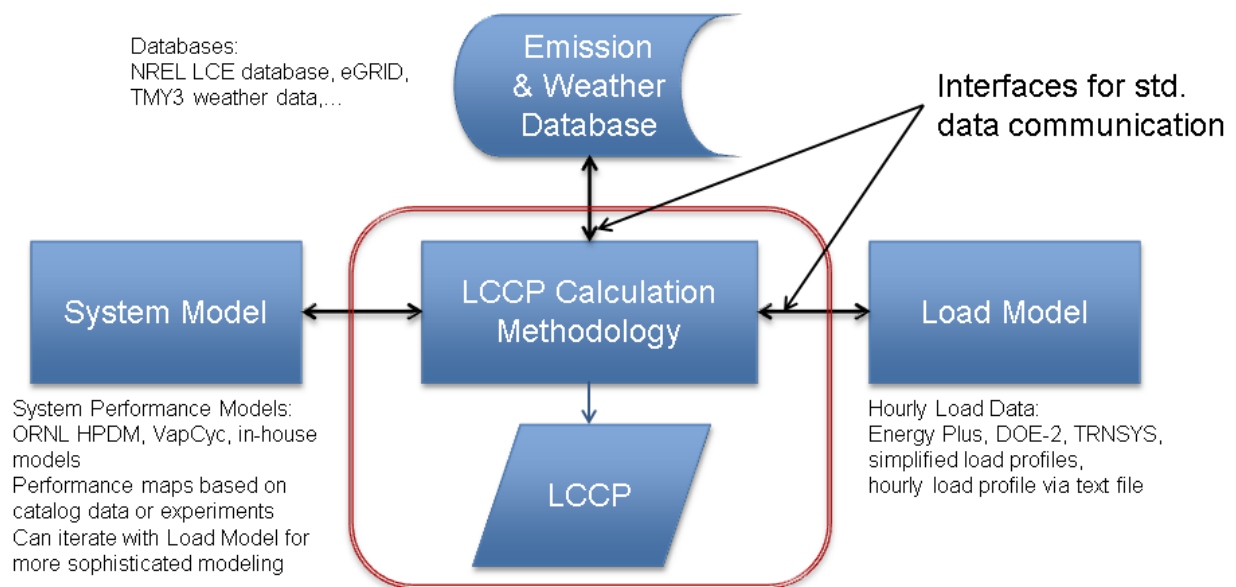 Databases:
NREL LCE database, eGRID,
TMY3 weather data,...
Emission
& Weather
Database
Interfaces for std.
data communication
System Model
LCCP Calculation
Methodology
Load Model
System Performance Models:
ORNL HPDM, VapCyc, in-house
models
Performance maps based on
catalog data or experiments
Can iterate with Load Model for
more sophisticated modeling
LCCP
Hourly Load Data:
Energy Plus, DOE-2, TRNSYS,
simplified load profiles,
hourly load profile via text file